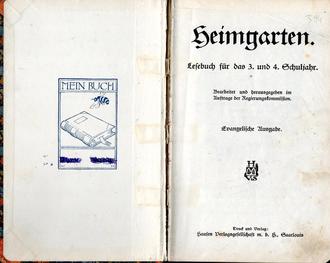 MEIN BUCH
Heimgarten.
Lesebuch für das 3. und 4. Schuljahr.
Bearbeitet und herausgegeben im
Auftrage der Regierungskommission.
Evangelische Ausgabe.
Druck und Verlag:
Hausen Verlagsgesellschaft m. b. H., Saarlouis